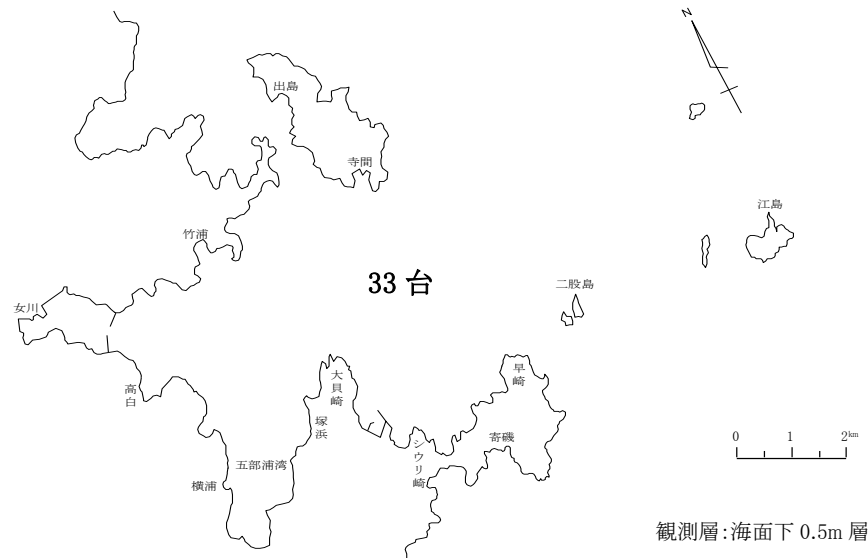 N
出島
寺間
江島
竹浦
33 台
二股島
女川
早崎
大貝崎
高白
塚浜
寄磯
シウリ崎
五部浦湾
横浦
0 1 2km
観測層:海面下 0.5m 層